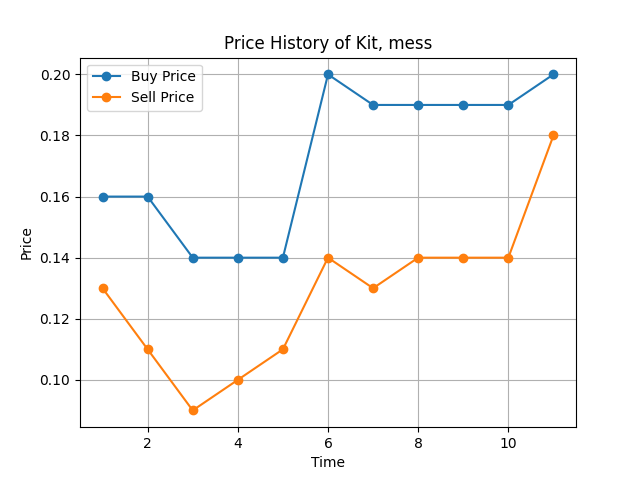 Price History of Kit, mess
Buy Price
Sell Price
Price
0.20
0.18
0.16
0.14
0.12
0.10
2 4 6 8 10
Time